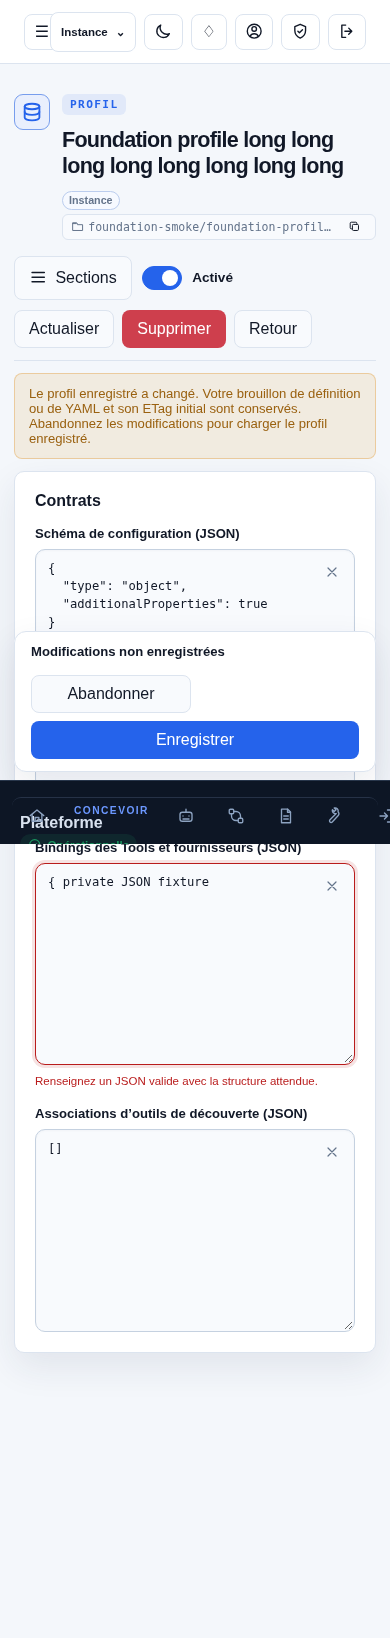 Instance
PROFIL
Foundation profile long long
long long long long long long
Instance
foundation-smoke/foundation-profil…
Sections
Activé
Actualiser
Supprimer
Retour
Le profil enregistré a changé. Votre brouillon de définition
ou de YAML et son ETag initial sont conservés.
Abandonnez les modifications pour charger le profil
enregistré.
Contrats
Schéma de configuration (JSON)
{
"type": "object",
"additionalProperties": true
}
Modifications non enregistrées
Abandonner
Enregistrer
CONCEVOIR
Plateforme
Bindings des Tools et fournisseurs (JSON)
{ private JSON fixture
Renseignez un JSON valide avec la structure attendue.
Associations d’outils de découverte (JSON)
[]